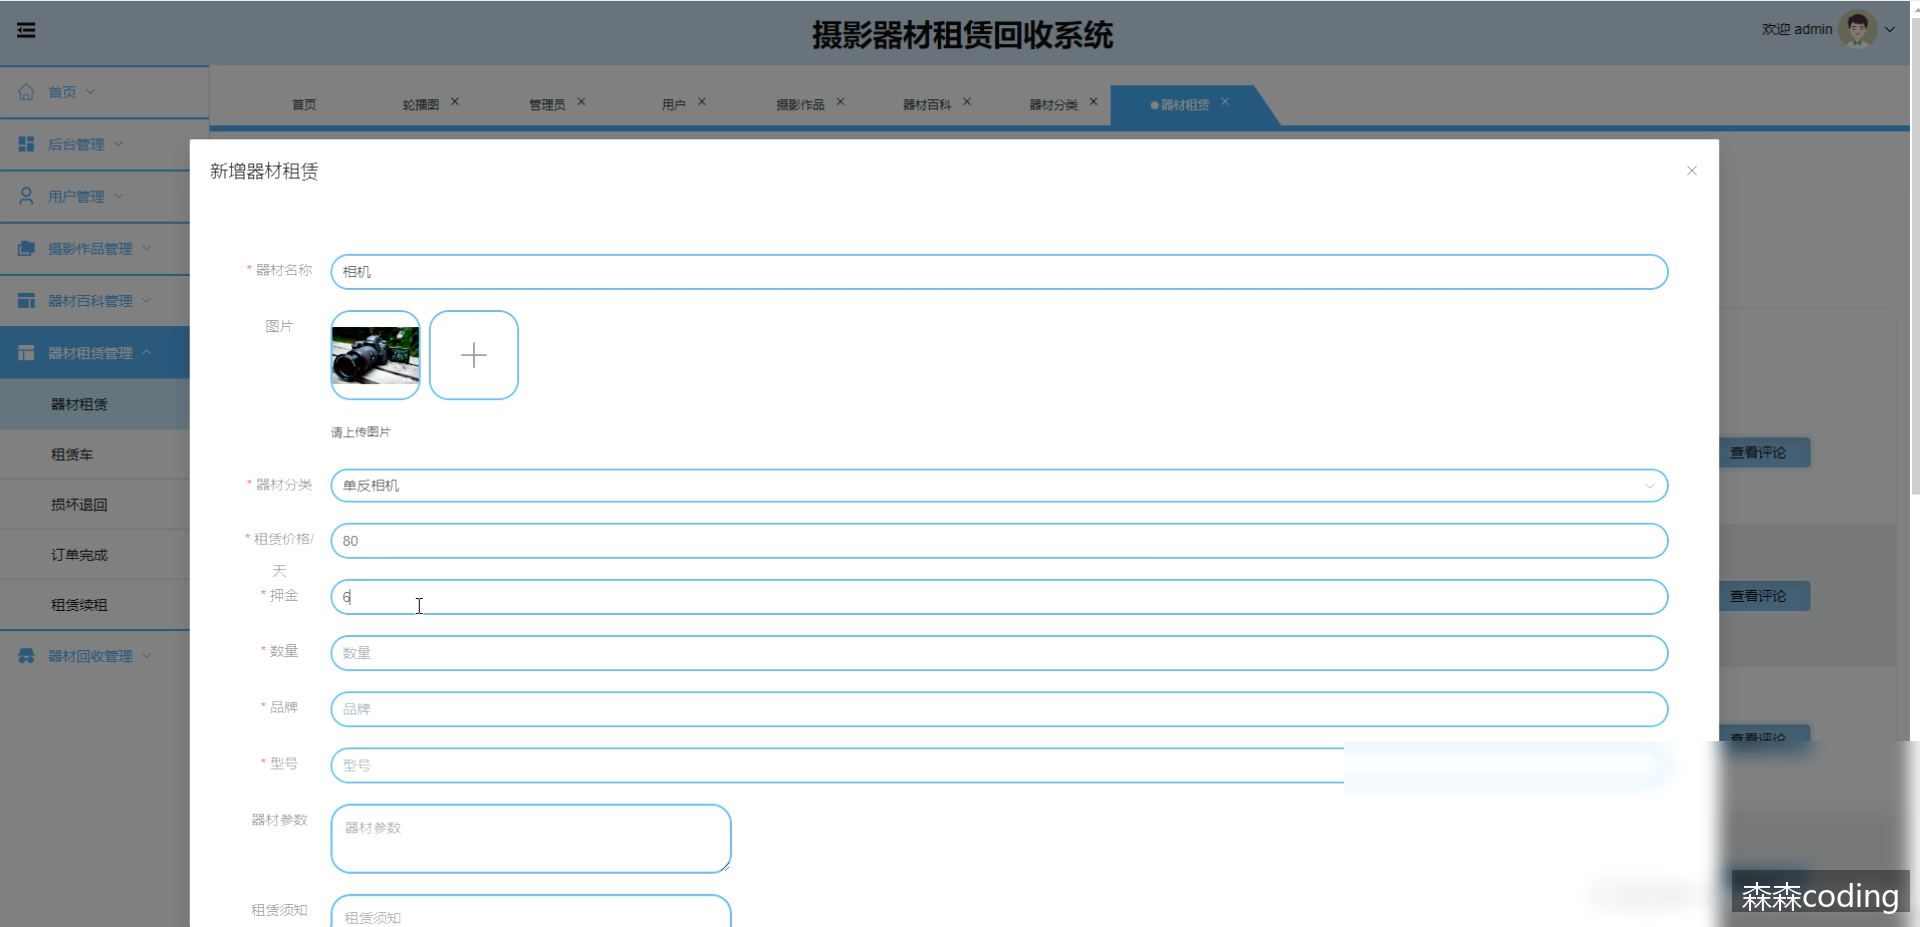 摄影器材租赁回收系统
欢迎 admin
首页
后台管理
用户管理
摄影作品管理
器材百科管理
器材租赁管理
器材租赁
租赁车
损坏退回
订单完成
租赁续租
器材回收管理
首页 轮播图 管理员 用户 摄影作品 器材百科 器材分类 器材租赁
新增器材租赁
* 器材名称 相机
图片
请上传图片
* 器材分类 单反相机
* 租赁价格/ 80
天
* 押金 6
* 数量 数量
* 品牌 品牌
* 型号 型号
器材参数 器材参数
租赁须知 租赁须知
查看评论
查看评论
查看评论
森森coding